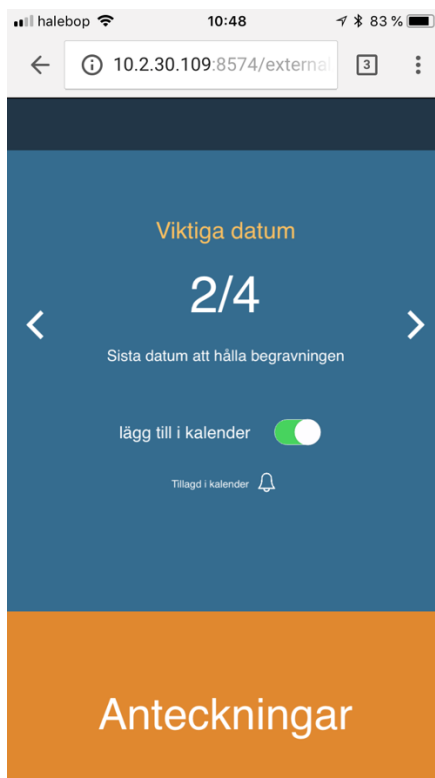 halebop 10:48 83 %
10.2.30.109:8574/external 3
Viktiga datum
2/4
Sista datum att hålla begravningen
lägg till i kalender
Tillagd i kalender
Anteckningar